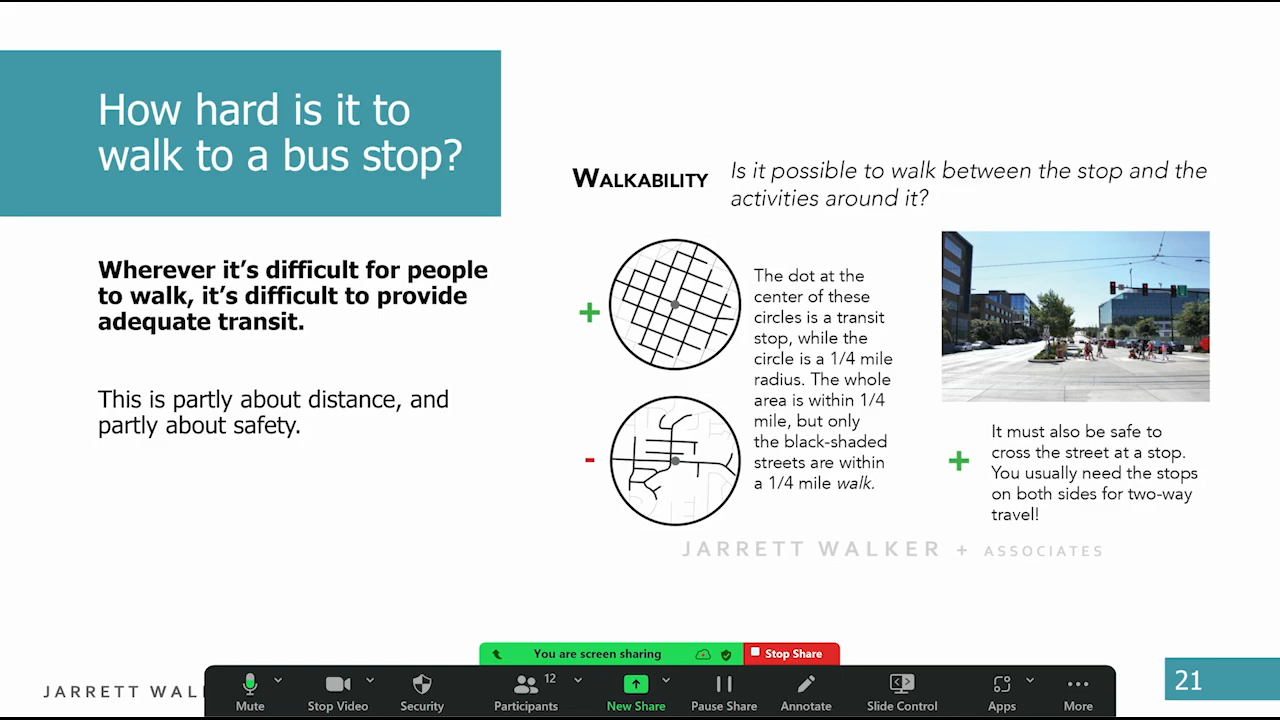 How hard is it to
walk to a bus stop?
Wherever it’s difficult for people
to walk, it’s difficult to provide
adequate transit.
This is partly about distance, and
partly about safety.
WALKABILITY
Is it possible to walk between the stop and the
activities around it?
+
The dot at the
center of these
circles is a transit
stop, while the
circle is a 1/4 mile
radius. The whole
area is within 1/4
mile, but only
the black-shaded
streets are within
a 1/4 mile walk.
-
+
It must also be safe to
cross the street at a stop.
You usually need the stops
on both sides for two-way
travel!
JARRETT WALKER + ASSOCIATES
You are screen sharing
Stop Share
JARRETT WAL
Mute
Stop Video
Security
Participants
12
New Share
Pause Share
Annotate
Slide Control
Apps
More
21